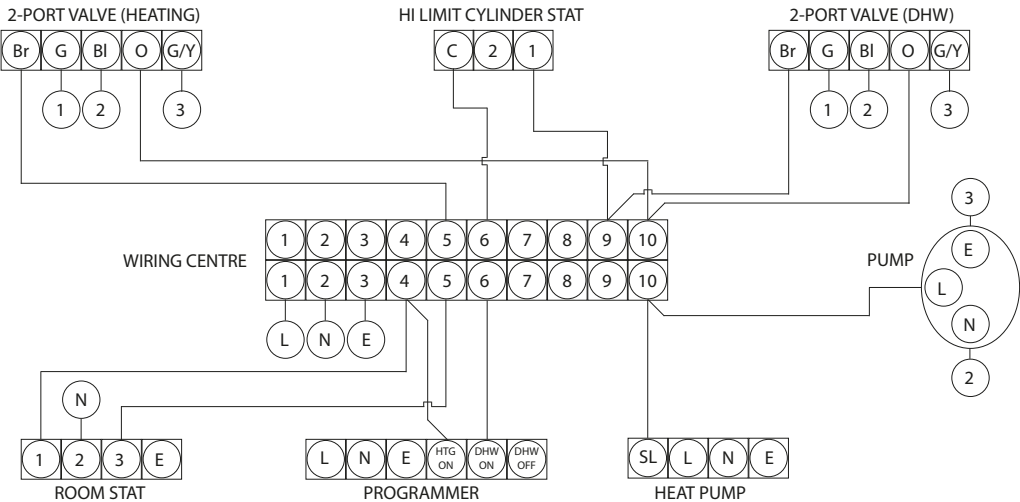 2-PORT VALVE (HEATING) HI LIMIT CYLINDER STAT 2-PORT VALVE (DHW)
Br G Bl O G/Y C 2 1 Br G Bl O G/Y
1 2 3 1 2 3
3
1 2 3 4 5 6 7 8 9 10
WIRING CENTRE PUMP E
1 2 3 4 5 6 7 8 9 10 L
L N E N
2
N
1 2 3 E L N E HTG ON DHW ON DHW OFF SL L N E
ROOM STAT PROGRAMMER HEAT PUMP